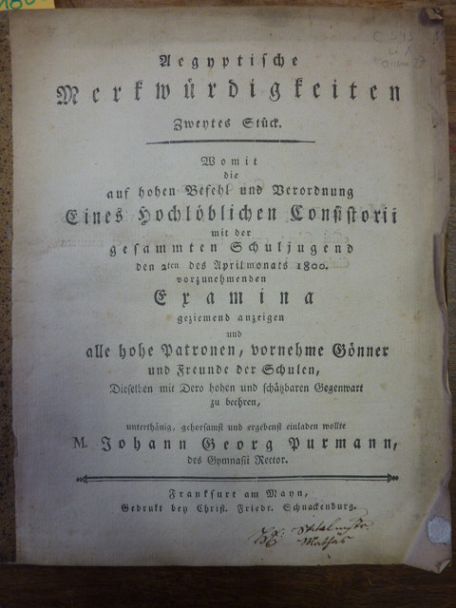 Aegyptische
Merkwürdigkeiten
Zweytes Stück.
Womit
die
auf hohen Befehl und Verordnung
Eines Hochlöblichen Consistorii
mit der
gesammten Schuljugend
den 2ten des Aprilmonats 1800.
vorzunehmenden
Examina
geziemend anzeigen
und
alle hohe Patronen, vornehme Gönner
und Freunde der Schulen,
Dieselben mit Dero hohen und schätzbaren Gegenwart
zu beehren,
unterthänig, gehorsamst und ergebenst einladen wollte
M. Johann Georg Purmann,
des Gymnasii Rector.
Frankfurt am Mayn,
Gedrukt bey Christ. Friedr. Schnackenburg.